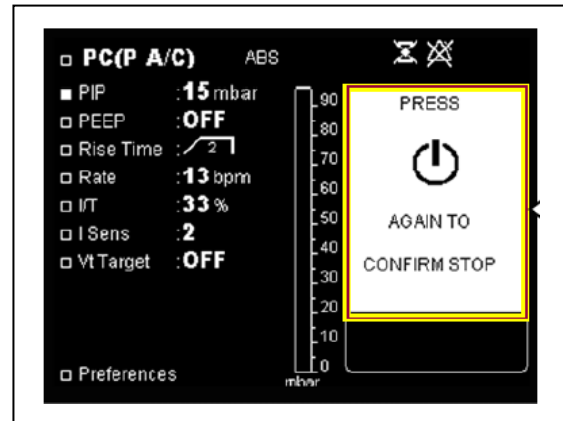 PC(P A/C) ABS
PIP :15 mbar
PEEP :OFF
Rise Time : 2
Rate :13 bpm
I/T :33 %
I Sens :2
Vt Target :OFF
Preferences
90
80
70
60
50
40
30
20
10
0
mbar
PRESS
AGAIN TO
CONFIRM STOP